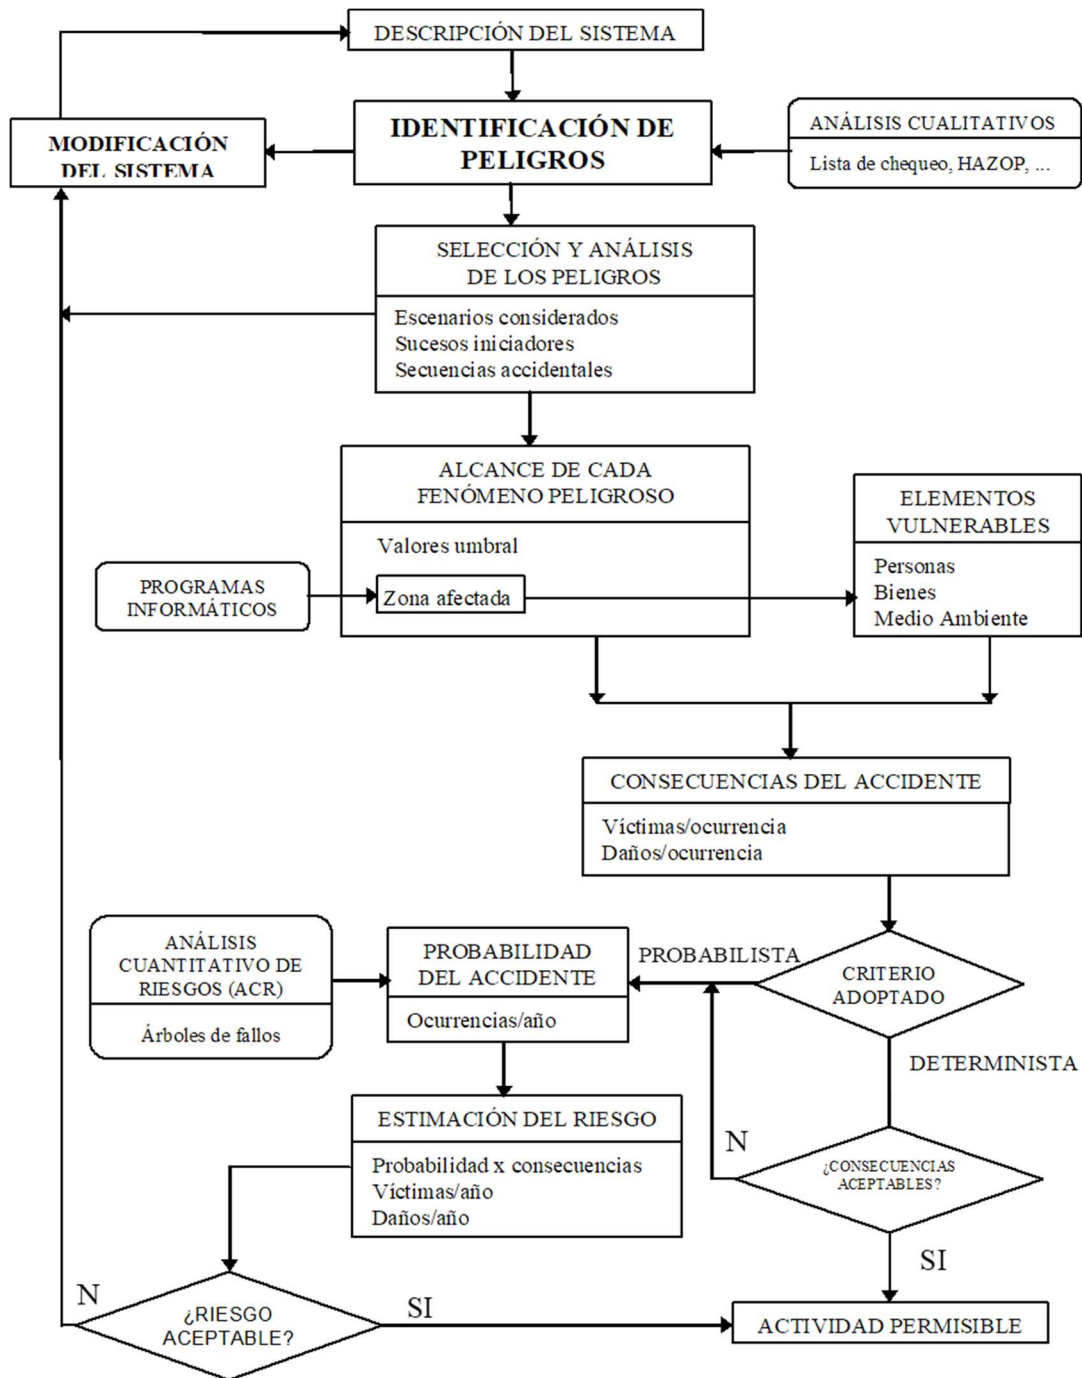 DESCRIPCIÓN DEL SISTEMA
MODIFICACIÓN
DEL SISTEMA
IDENTIFICACIÓN DE
PELIGROS
ANÁLISIS CUALITATIVOS
Lista de chequeo, HAZOP, ...
SELECCIÓN Y ANÁLISIS
DE LOS PELIGROS
Escenarios considerados
Sucesos iniciadores
Secuencias accidentales
ALCANCE DE CADA
FENÓMENO PELIGROSO
Valores umbral
Zona afectada
PROGRAMAS
INFORMÁTICOS
ELEMENTOS
VULNERABLES
Personas
Bienes
Medio Ambiente
CONSECUENCIAS DEL ACCIDENTE
Víctimas/ocurrencia
Daños/ocurrencia
CRITERIO
ADOPTADO
PROBABILISTA
DETERMINISTA
ANÁLISIS
CUANTITATIVO DE
RIESGOS (ACR)
Árboles de fallos
PROBABILIDAD
DEL ACCIDENTE
Ocurrencias/año
ESTIMACIÓN DEL RIESGO
Probabilidad x consecuencias
Víctimas/año
Daños/año
N
¿CONSECUENCIAS
ACEPTABLES?
SI
N
¿RIESGO
ACEPTABLE?
SI
ACTIVIDAD PERMISIBLE